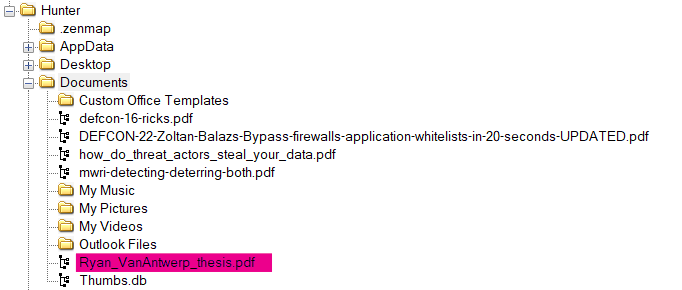 Hunter
.zenmap
AppData
Desktop
Documents
Custom Office Templates
defcon-16-ricks.pdf
DEFCON-22-Zoltan-Balazs-Bypass-firewalls-application-whitelists-in-20-seconds-UPDATED.pdf
how_do_threat_actors_steal_your_data.pdf
mwri-detecting-deterring-both.pdf
My Music
My Pictures
My Videos
Outlook Files
Ryan_VanAntwerp_thesis.pdf
Thumbs.db